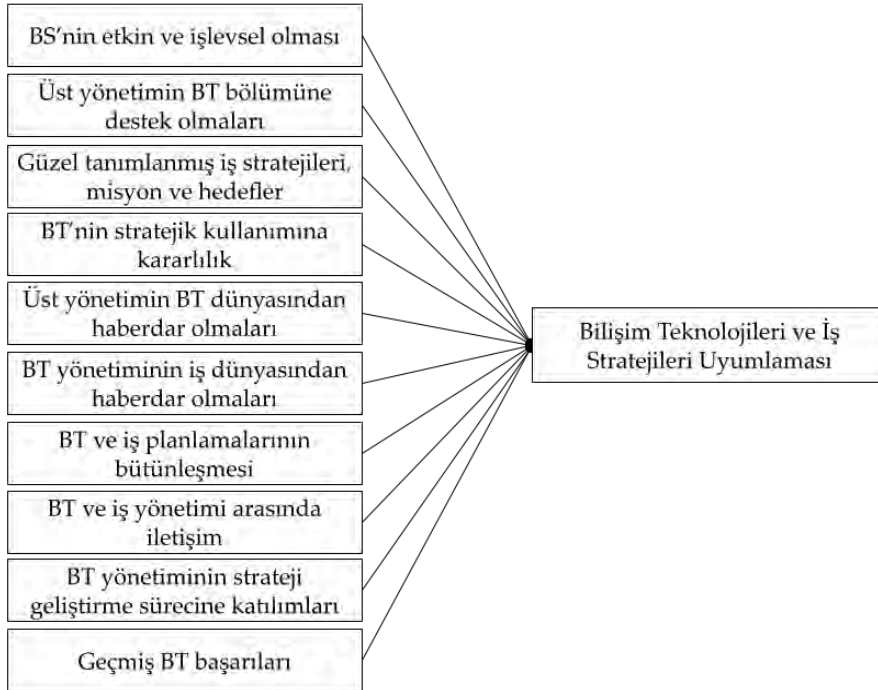 BS'nin etkin ve işlevsel olması
Üst yönetimin BT bölümüne
destek olmaları
Güzel tanımlanmış iş stratejileri,
misyon ve hedefler
BT'nin stratejik kullanımına
kararlılık
Üst yönetimin BT dünyasından
haberdar olmaları
BT yönetiminin iş dünyasından
haberdar olmaları
BT ve iş planlamalarının
bütünleşmesi
BT ve iş yönetimi arasında
iletişim
BT yönetiminin strateji
geliştirme sürecine katılımları
Geçmiş BT başarıları
Bilişim Teknolojileri ve İş
Stratejileri Uyumlaması